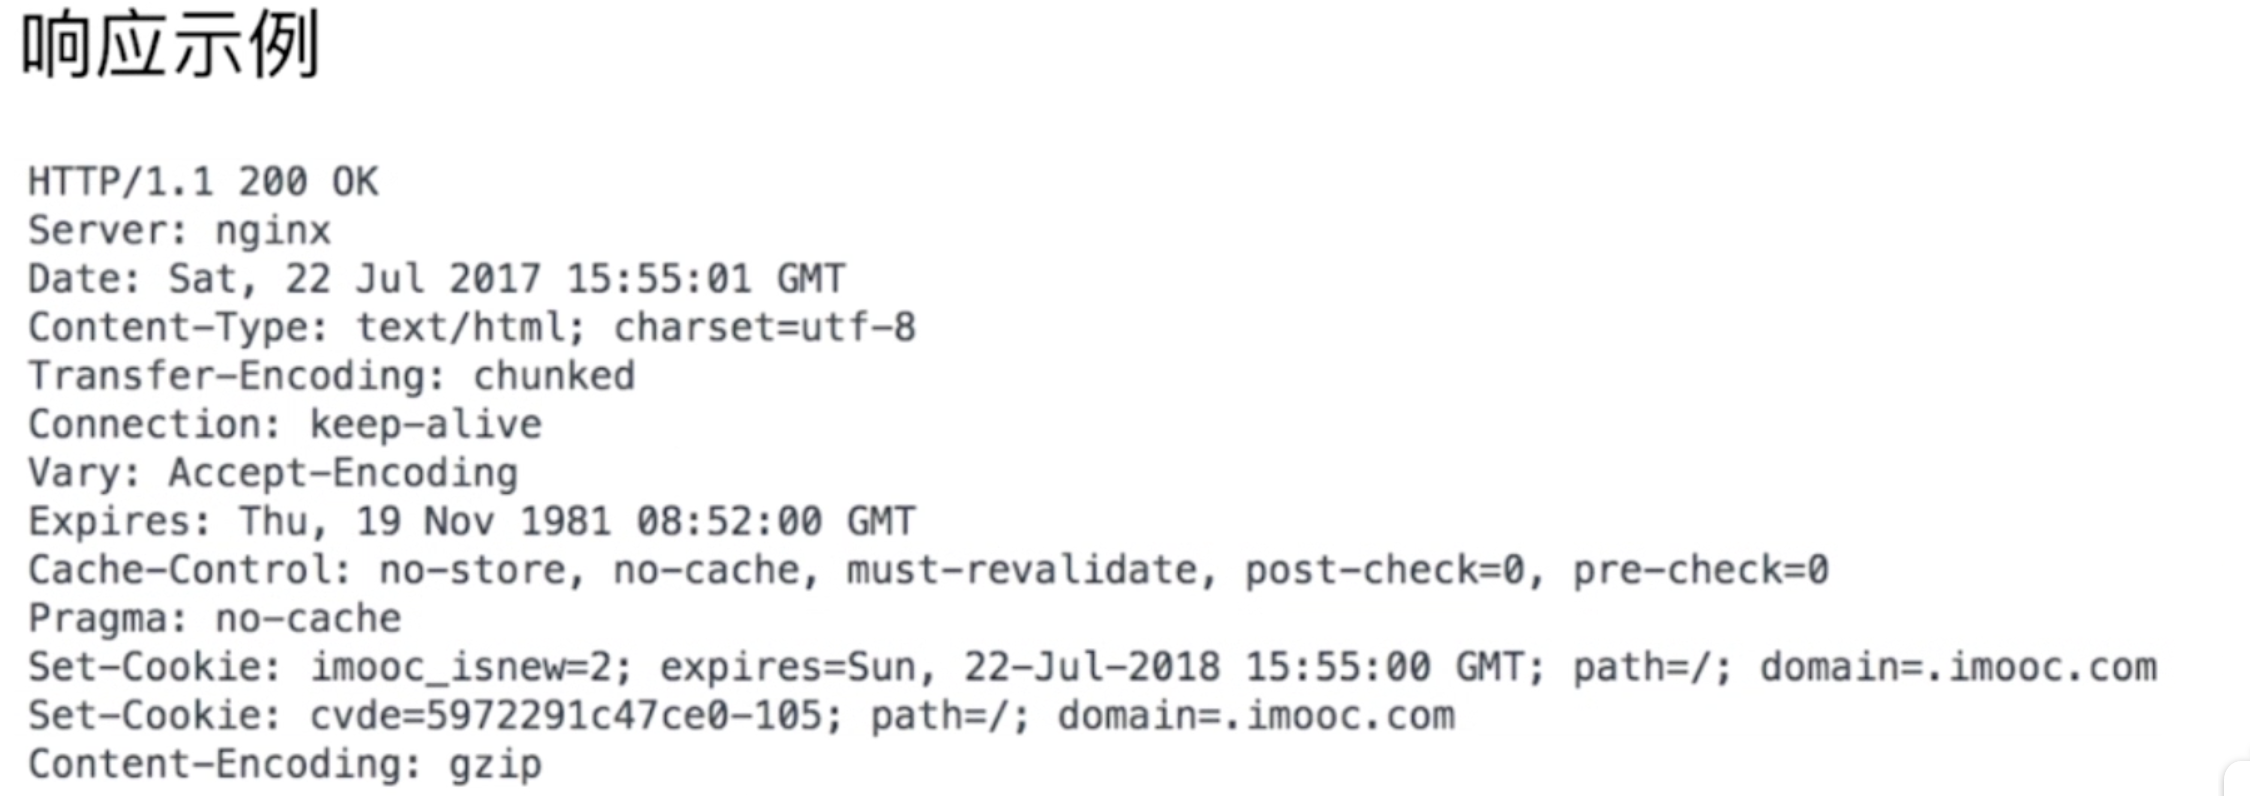 响应示例
HTTP/1.1 200 OK
Server: nginx
Date: Sat, 22 Jul 2017 15:55:01 GMT
Content-Type: text/html; charset=utf-8
Transfer-Encoding: chunked
Connection: keep-alive
Vary: Accept-Encoding
Expires: Thu, 19 Nov 1981 08:52:00 GMT
Cache-Control: no-store, no-cache, must-revalidate, post-check=0, pre-check=0
Pragma: no-cache
Set-Cookie: imooc_isnew=2; expires=Sun, 22-Jul-2018 15:55:00 GMT; path=/; domain=.imooc.com
Set-Cookie: cvde=5972291c47ce0-105; path=/; domain=.imooc.com
Content-Encoding: gzip